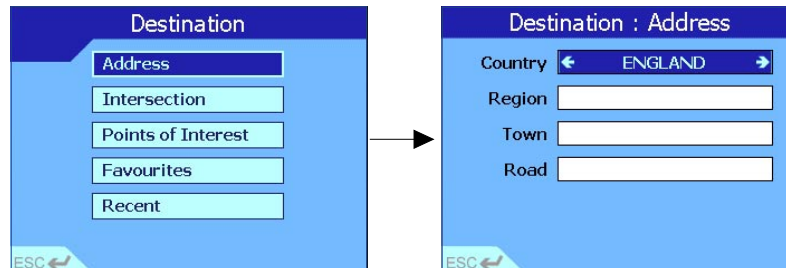 Destination
Address
Intersection
Points of Interest
Favourites
Recent
ESC
Destination : Address
Country ENGLAND
Region
Town
Road
ESC